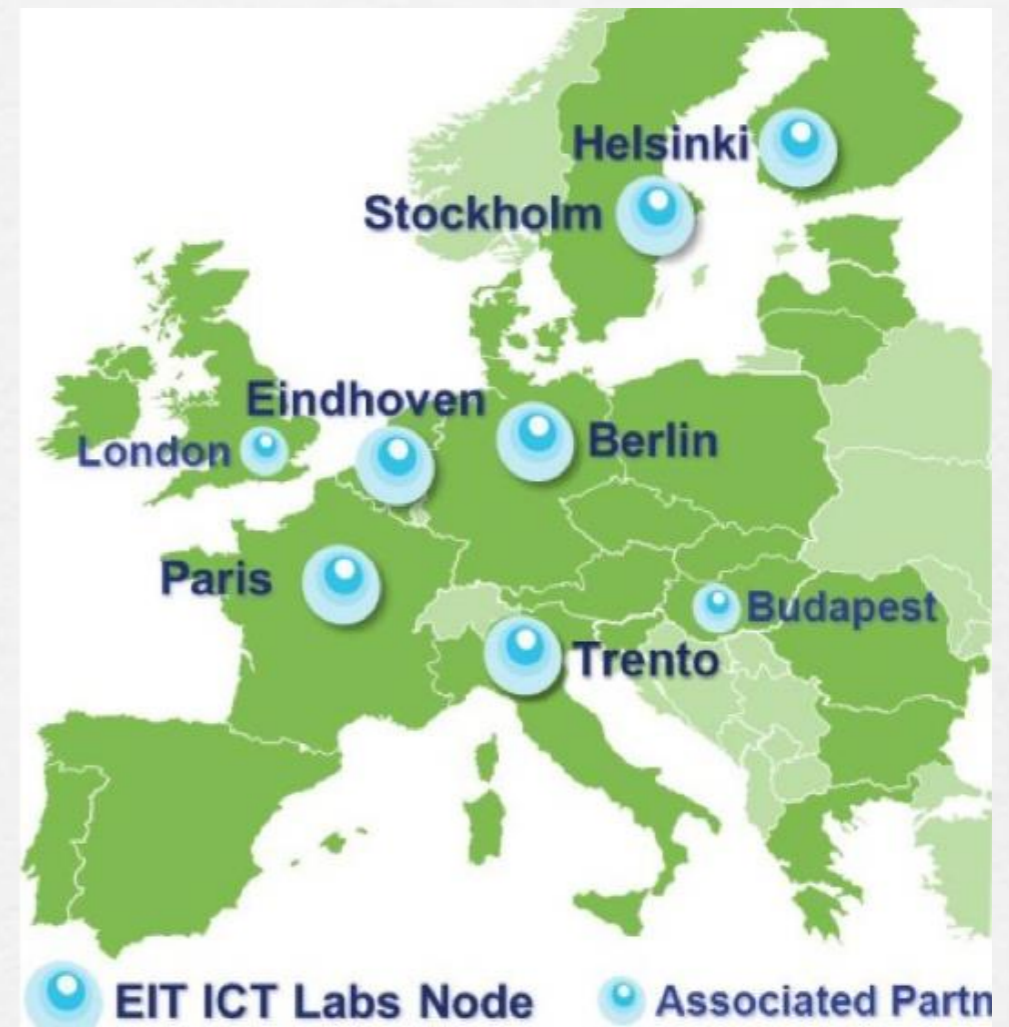 Helsinki
Stockholm
Eindhoven
London
Berlin
Paris
Budapest
Trento
EIT ICT Labs Node
Associated Partn